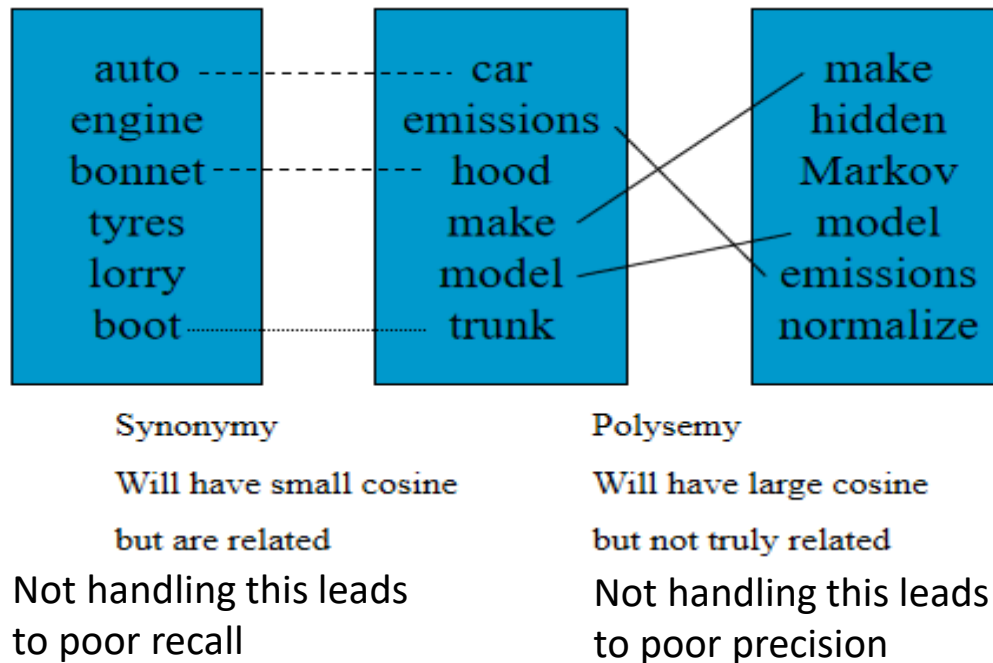 auto
engine
bonnet
tyres
lorry
boot
car
emissions
hood
make
model
trunk
make
hidden
Markov
model
emissions
normalize
Synonymy
Will have small cosine
but are related
Not handling this leads
to poor recall
Polysemy
Will have large cosine
but not truly related
Not handling this leads
to poor precision